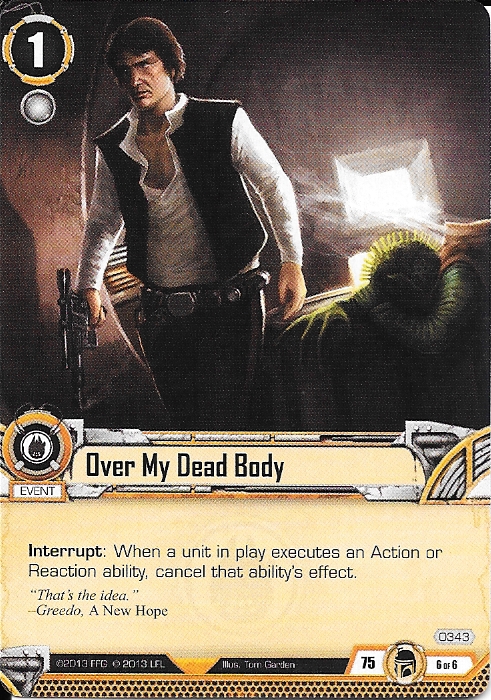 1
Over My Dead Body
EVENT
Interrupt: When a unit in play executes an Action or
Reaction ability, cancel that ability's effect.
"That's the idea."
–Greedo, A New Hope
0343
©2013 FFG © 2013 LFL
Illus. Tom Garden
75
6 OF 6